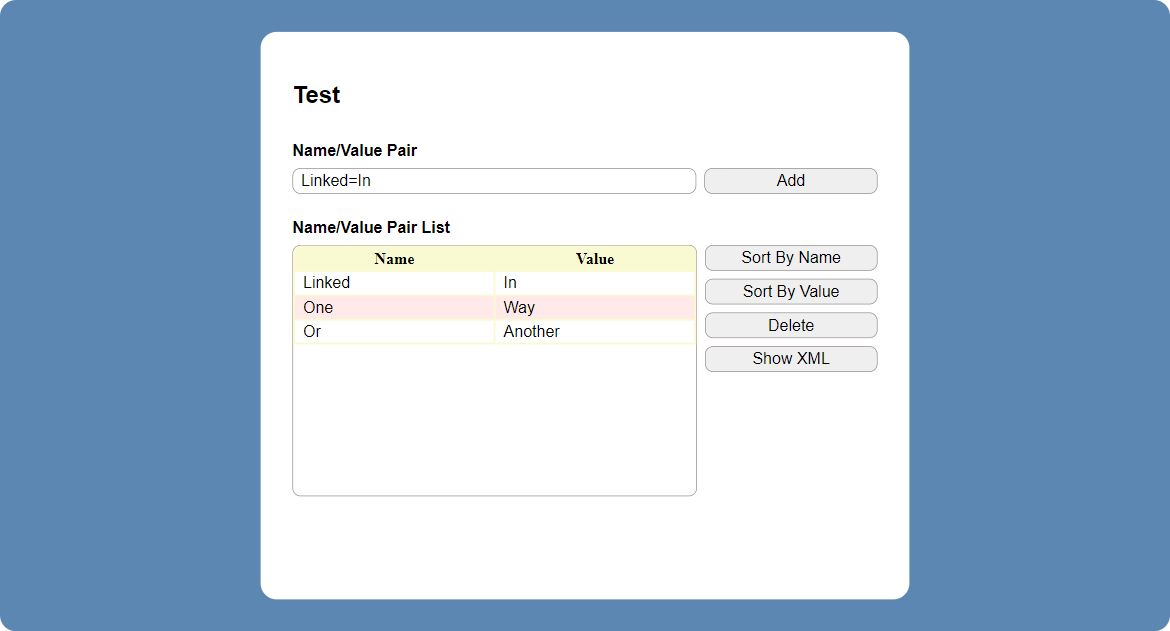 Test
Name/Value Pair
Linked=In Add
Name/Value Pair List
Name Value Sort By Name
Linked In
One Way Sort By Value
Or Another Delete
Show XML